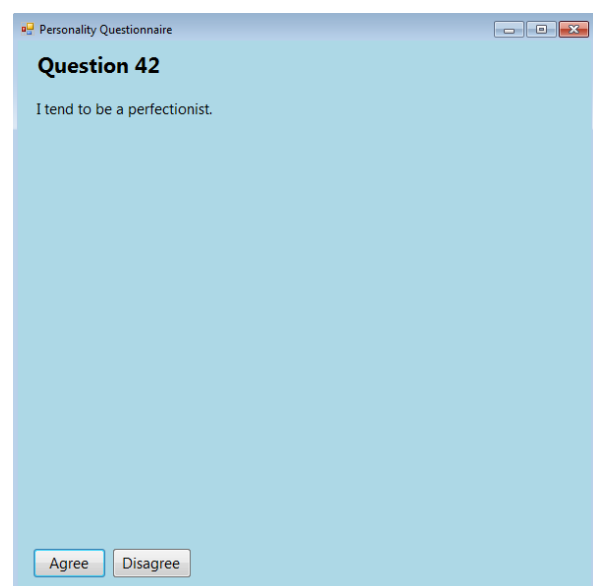 Personality Questionnaire
Question 42
I tend to be a perfectionist.
Agree Disagree